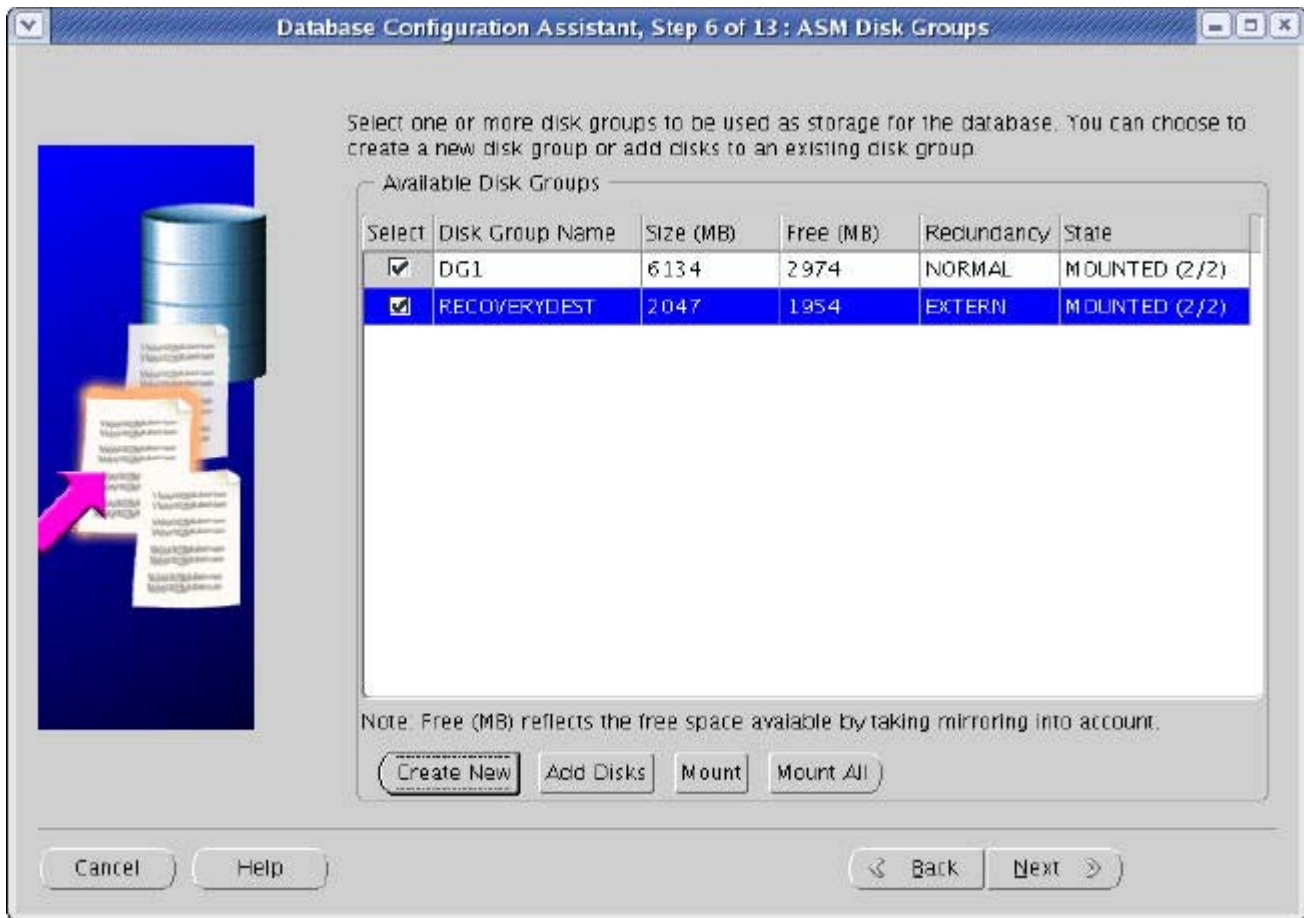 Database Configuration Assistant, Step 6 of 13 : ASM Disk Groups
Select one or more disk groups to be used as storage for the database. You can choose to
create a new disk group or add disks to an existing disk group.
Available Disk Groups
Select Disk Group Name Size (MB) Free (MB) Redundancy State
DG1 6134 2974 NORMAL MOUNTED (2/2)
RECOVERYDEST 2047 1954 EXTERN MOUNTED (2/2)
Note: Free (MB) reflects the free space available by taking mirroring into account.
Create New Add Disks Mount Mount All
Cancel Help Back Next